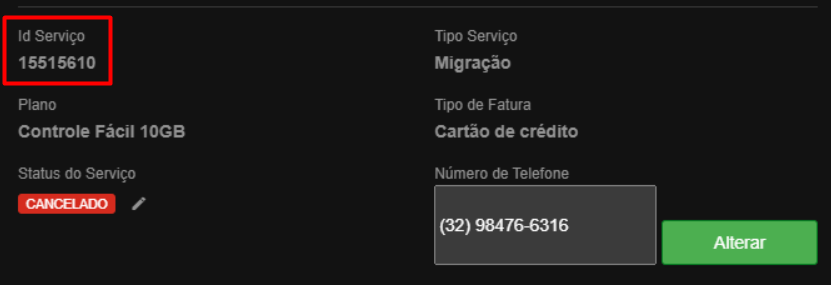 Id Serviço
15515610
Tipo Serviço
Migração
Plano
Controle Fácil 10GB
Tipo de Fatura
Cartão de crédito
Status do Serviço
CANCELADO
Número de Telefone
(32) 98476-6316
Alterar